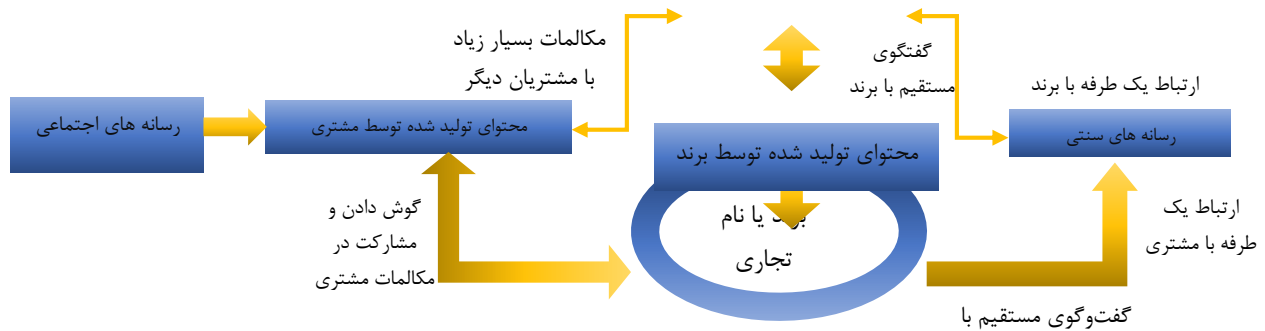 مکالمات بسیار زیاد
با مشتریان دیگر
گفتگوی
مستقیم با برند
ارتباط یک طرفه با برند
رسانه های اجتماعی
محتوای تولید شده توسط مشتری
محتوای تولید شده توسط برند
رسانه های سنتی
گوش دادن و
مشارکت در
مکالمات مشتری
یا نام
تجاری
ارتباط یک
طرفه با مشتری
گفت‌وگوی مستقیم با